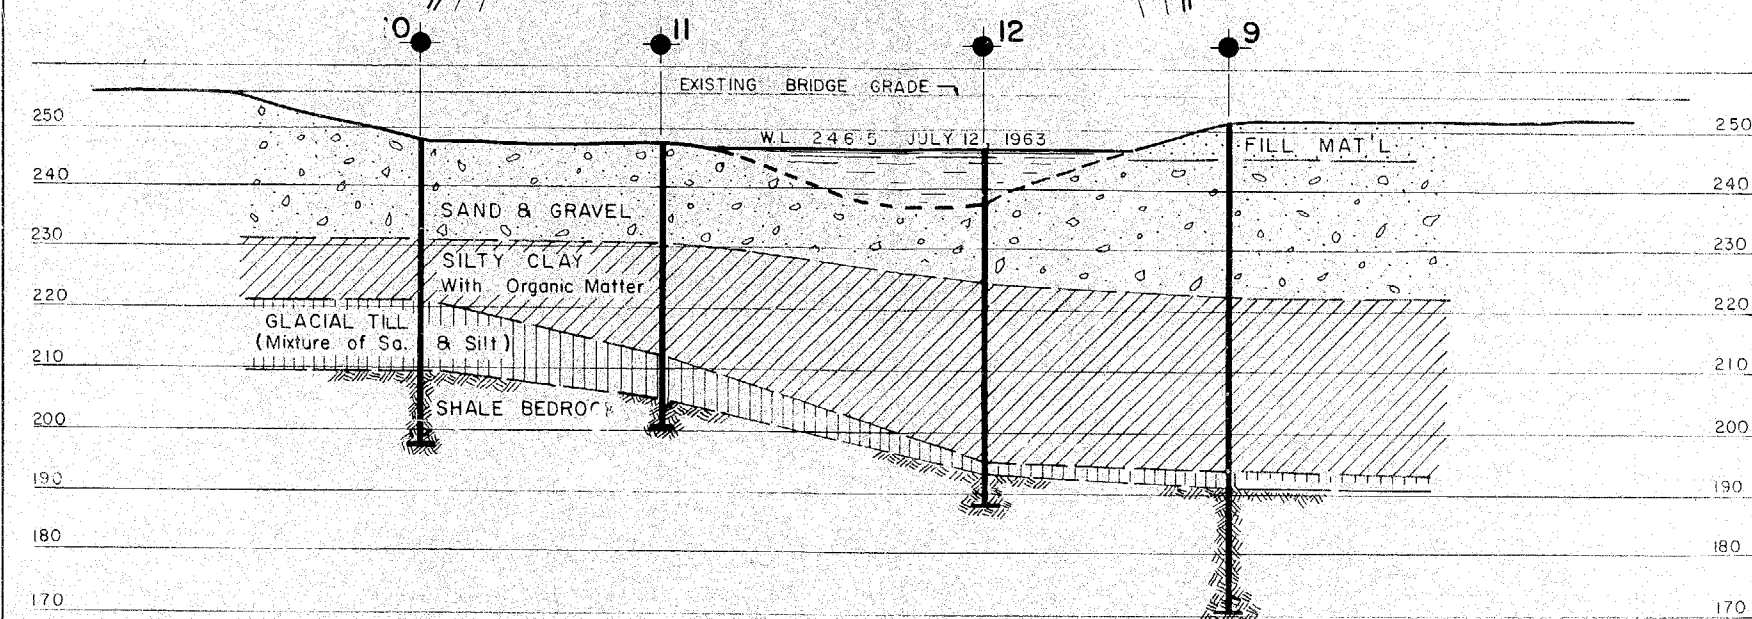 10 11 12 9
EXISTING BRIDGE GRADE
250 250
W.L. 246.5 JULY 12, 1963
FILL MAT'L
240 240
SAND & GRAVEL
230 230
SILTY CLAY
With Organic Matter
220 220
GLACIAL TILL
(Mixture of Sa. & Silt)
210 210
SHALE BEDROCK
200 200
190 190
180 180
170 170